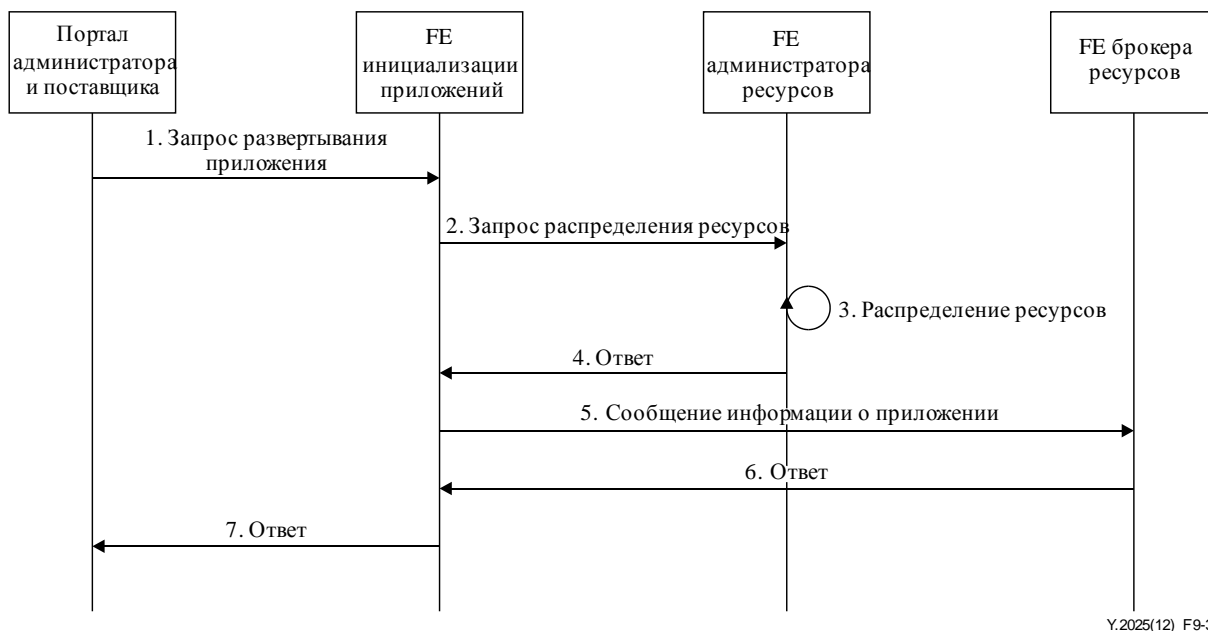 Портал
администратора
и поставщика
FE
инициализации
приложений
FE
администратора
ресурсов
FE брокера
ресурсов
1. Запрос развертывания
приложения
2. Запрос распределения ресурсов
3. Распределение ресурсов
4. Ответ
5. Сообщение информации о приложении
6. Ответ
7. Ответ